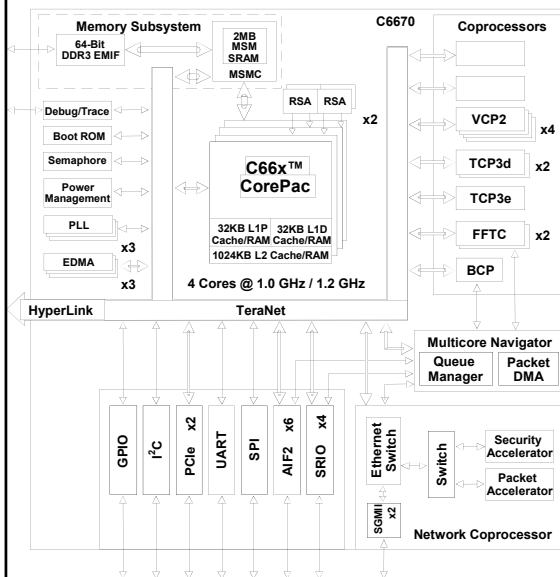 Memory Subsystem
C6670
Coprocessors
64-Bit
DDR3 EMIF
2MB
MSM
SRAM
MSMC
RSA
RSA
x2
Debug/Trace
Boot ROM
Semaphore
Power
Management
PLL
x3
EDMA
x3
C66x™
CorePac
32KB L1P
Cache/RAM
32KB L1D
Cache/RAM
1024KB L2 Cache/RAM
4 Cores @ 1.0 GHz / 1.2 GHz
VCP2
x4
TCP3d
x2
TCP3e
FFTC
x2
BCP
HyperLink
TeraNet
Multicore Navigator
Queue
Manager
Packet
DMA
GPIO
I²C
PCIe x2
UART
SPI
AIF2 x6
SRIO x4
Ethernet
Switch
Switch
Security
Accelerator
Packet
Accelerator
SGMII
x2
Network Coprocessor